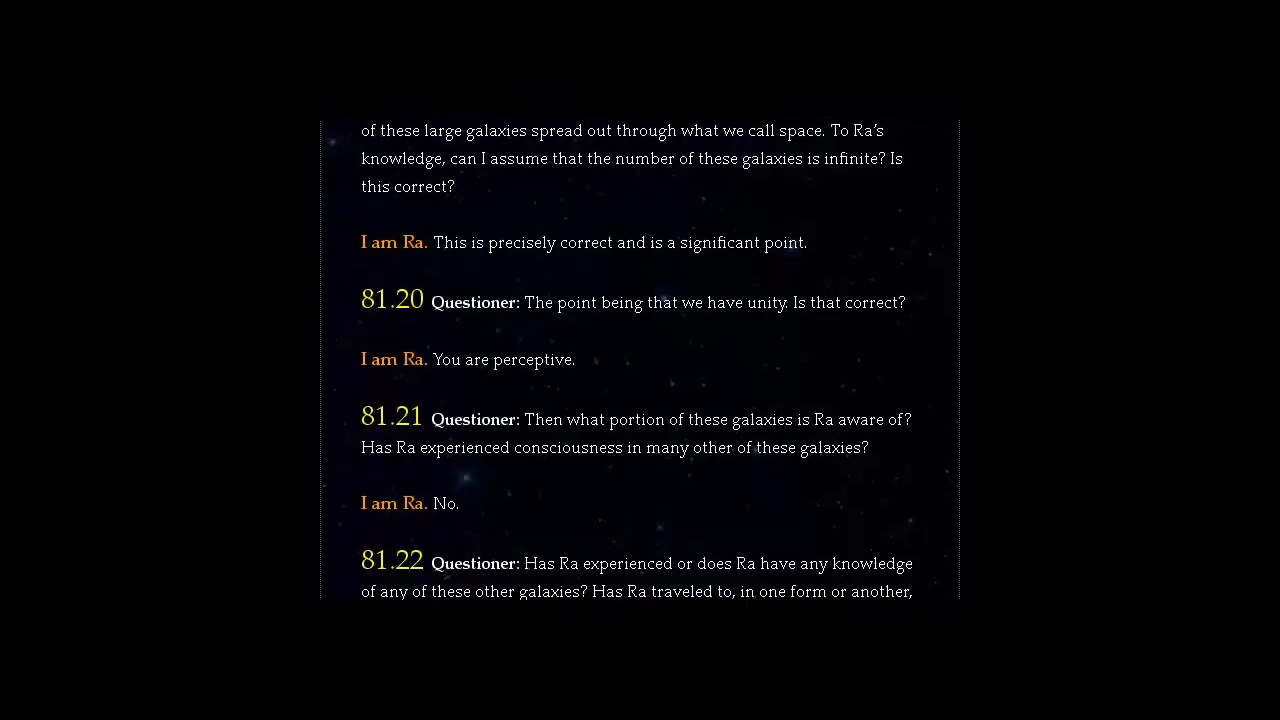 of these large galaxies spread out through what we call space. To Ra's
knowledge, can I assume that the number of these galaxies is infinite? Is
this correct?
I am Ra. This is precisely correct and is a significant point.
81.20 Questioner: The point being that we have unity. Is that correct?
I am Ra. You are perceptive.
81.21 Questioner: Then what portion of these galaxies is Ra aware of?
Has Ra experienced consciousness in many other of these galaxies?
I am Ra. No.
81.22 Questioner: Has Ra experienced or does Ra have any knowledge
of any of these other galaxies? Has Ra traveled to, in one form or another,